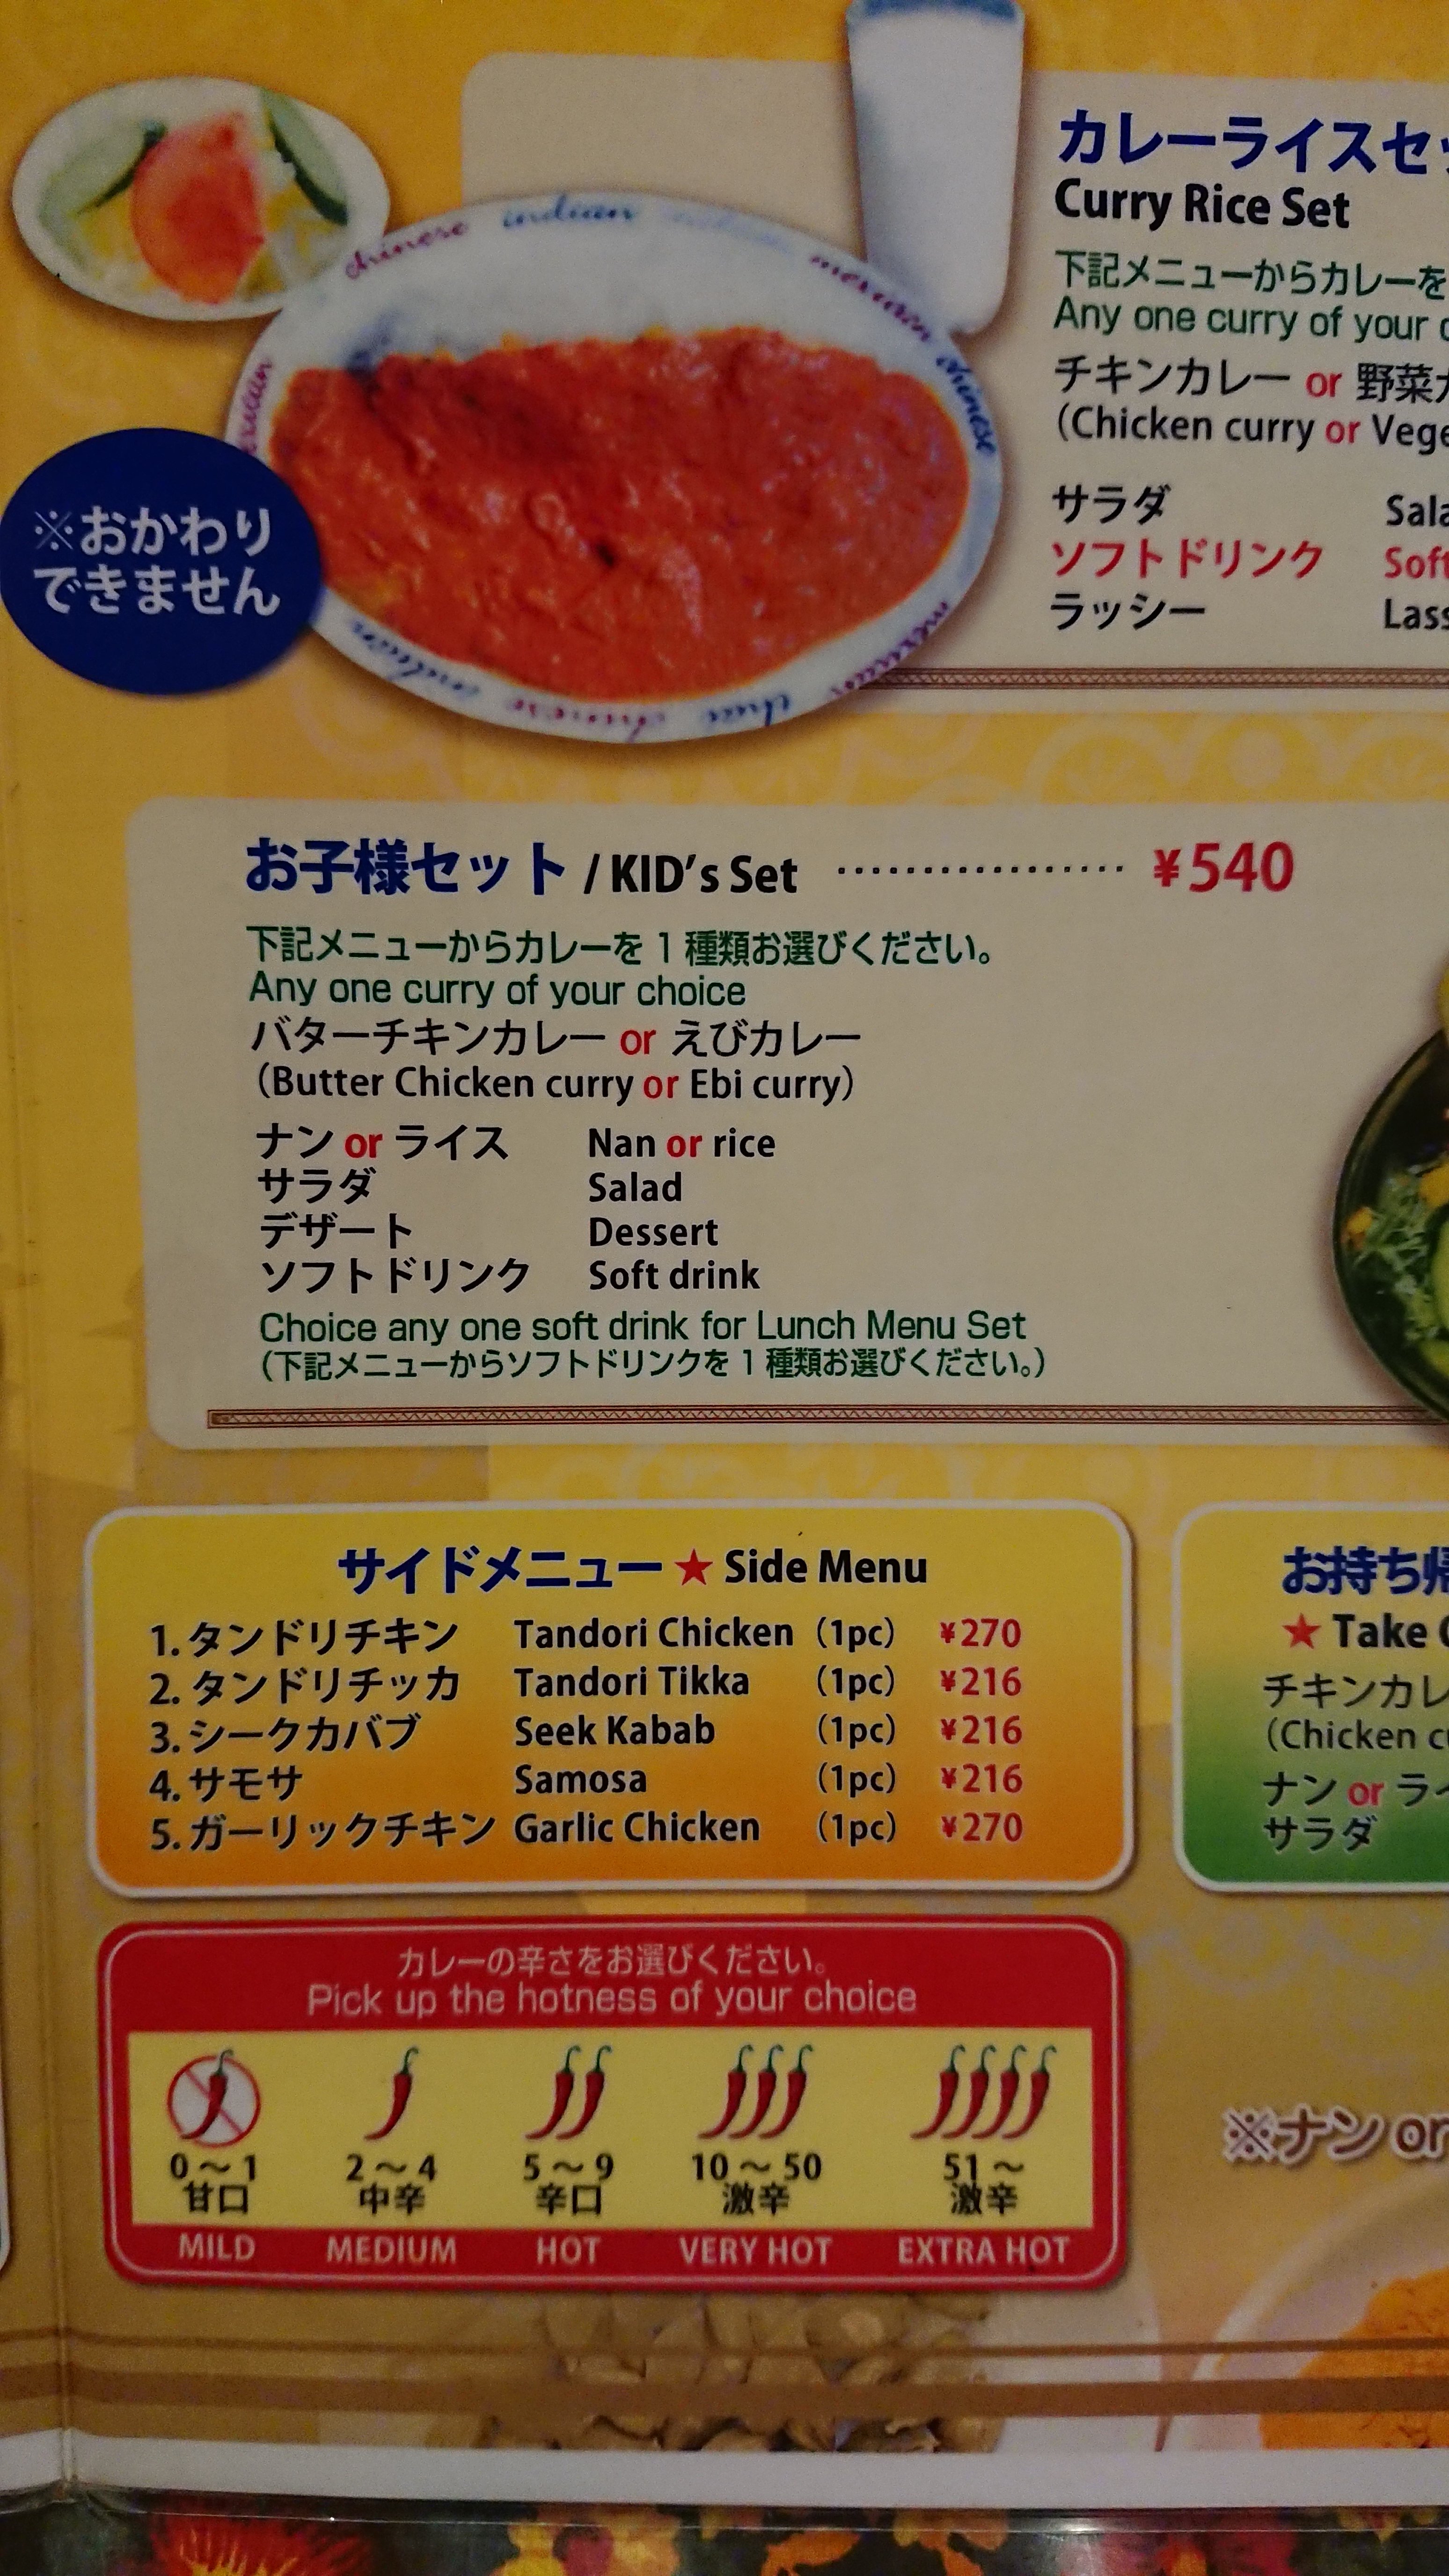 カレーライスセッ
Curry Rice Set
下記メニューからカレーを
Any one curry of your
チキンカレー or 野菜カ
(Chicken curry or Vege
サラダ Sala
ソフトドリンク Soft
ラッシー Lass
chinese indian mexican chinese
※おかわり
できません
お子様セット / KID's Set ¥540
下記メニューからカレーを 1 種類お選びください。
Any one curry of your choice
バターチキンカレー or えびカレー
(Butter Chicken curry or Ebi curry)
ナン or ライス Nan or rice
サラダ Salad
デザート Dessert
ソフトドリンク Soft drink
Choice any one soft drink for Lunch Menu Set
(下記メニューからソフトドリンクを 1 種類お選びください。)
サイドメニュー ★ Side Menu
1. タンドリチキン Tandori Chicken (1pc) ¥270
2. タンドリチッカ Tandori Tikka (1pc) ¥216
3. シークカバブ Seek Kabab (1pc) ¥216
4. サモサ Samosa (1pc) ¥216
5. ガーリックチキン Garlic Chicken (1pc) ¥270
お持ち帰
★ Take
チキンカレ
(Chicken cu
ナン or ライ
サラダ
カレーの辛さをお選びください。
Pick up the hotness of your choice
0～1 2～4 5～9 10～50 51～
甘口 中辛 辛口 激辛 激辛
MILD MEDIUM HOT VERY HOT EXTRA HOT
※ナン or